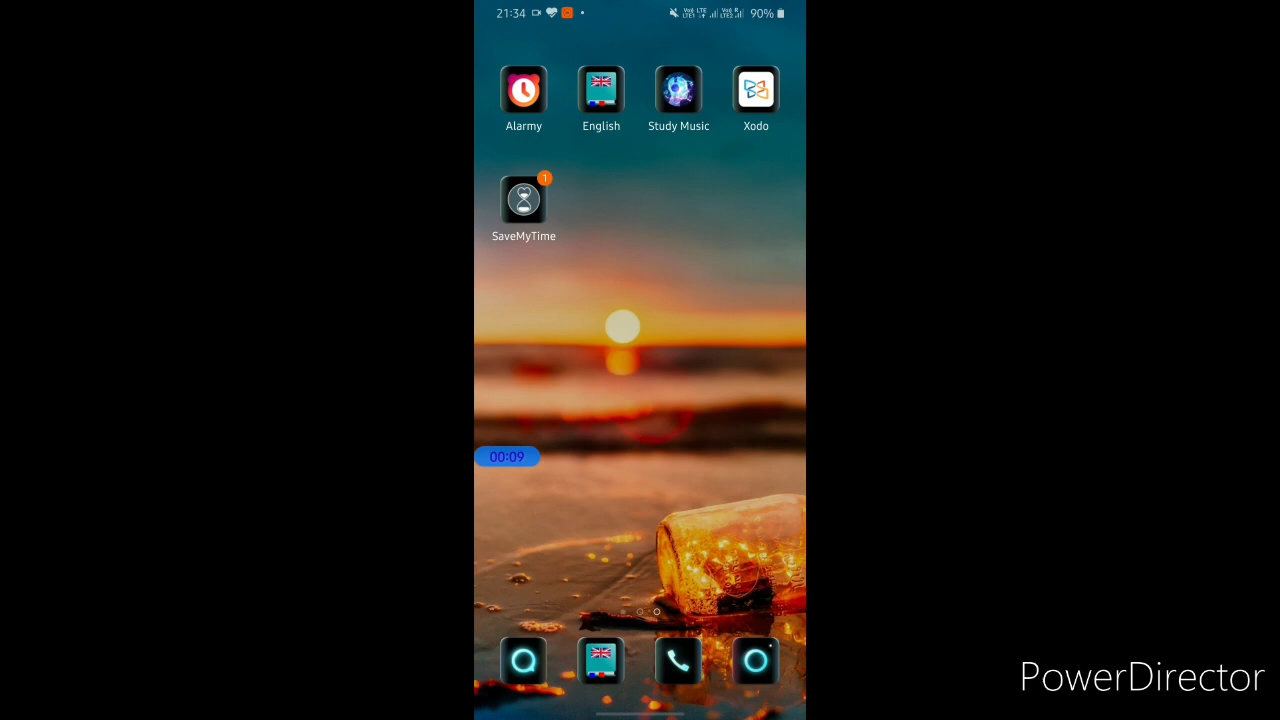 21:34
90%
Alarmy
English
Study Music
Xodo
1
SaveMyTime
00:09
PowerDirector